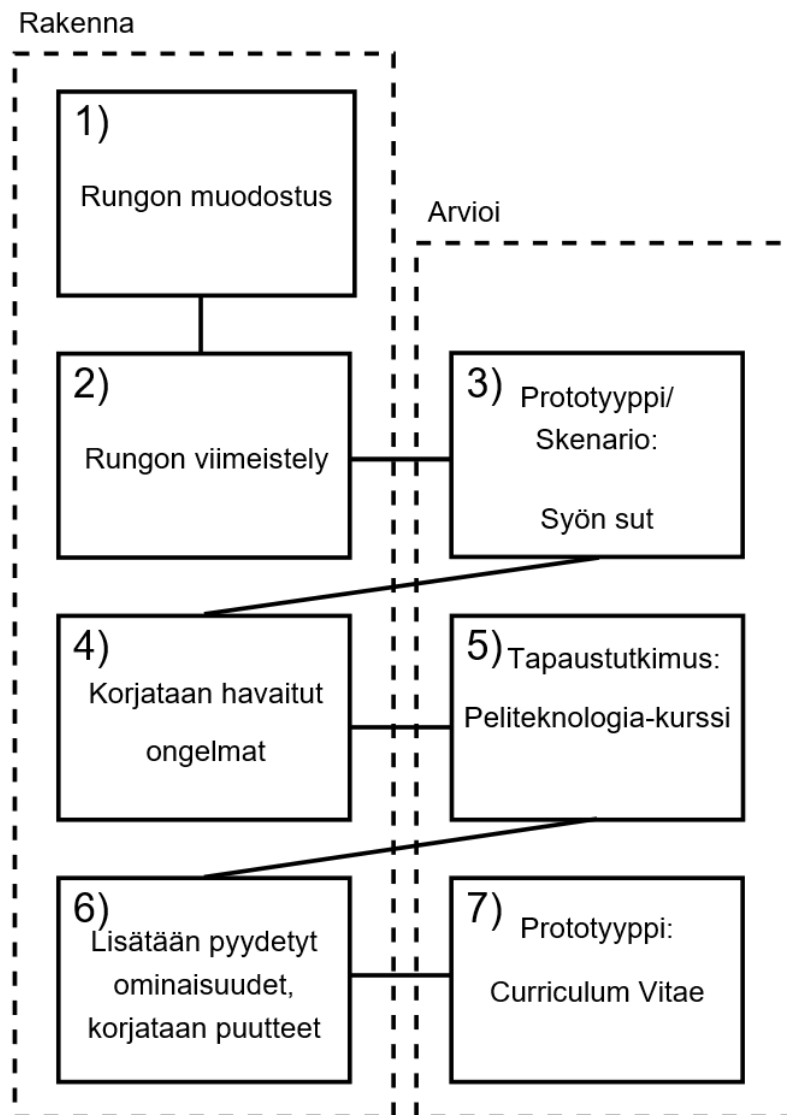 Rakenna
1)
Rungon muodostus
Arvioi
2)
Rungon viimeistely
3) Prototyyppi/
Skenario:
Syön sut
4)
Korjataan havaitut
ongelmat
5) Tapaustutkimus:
Peliteknologia-kurssi
6)
Lisätään pyydetyt
ominaisuudet,
korjataan puutteet
7) Prototyyppi:
Curriculum Vitae